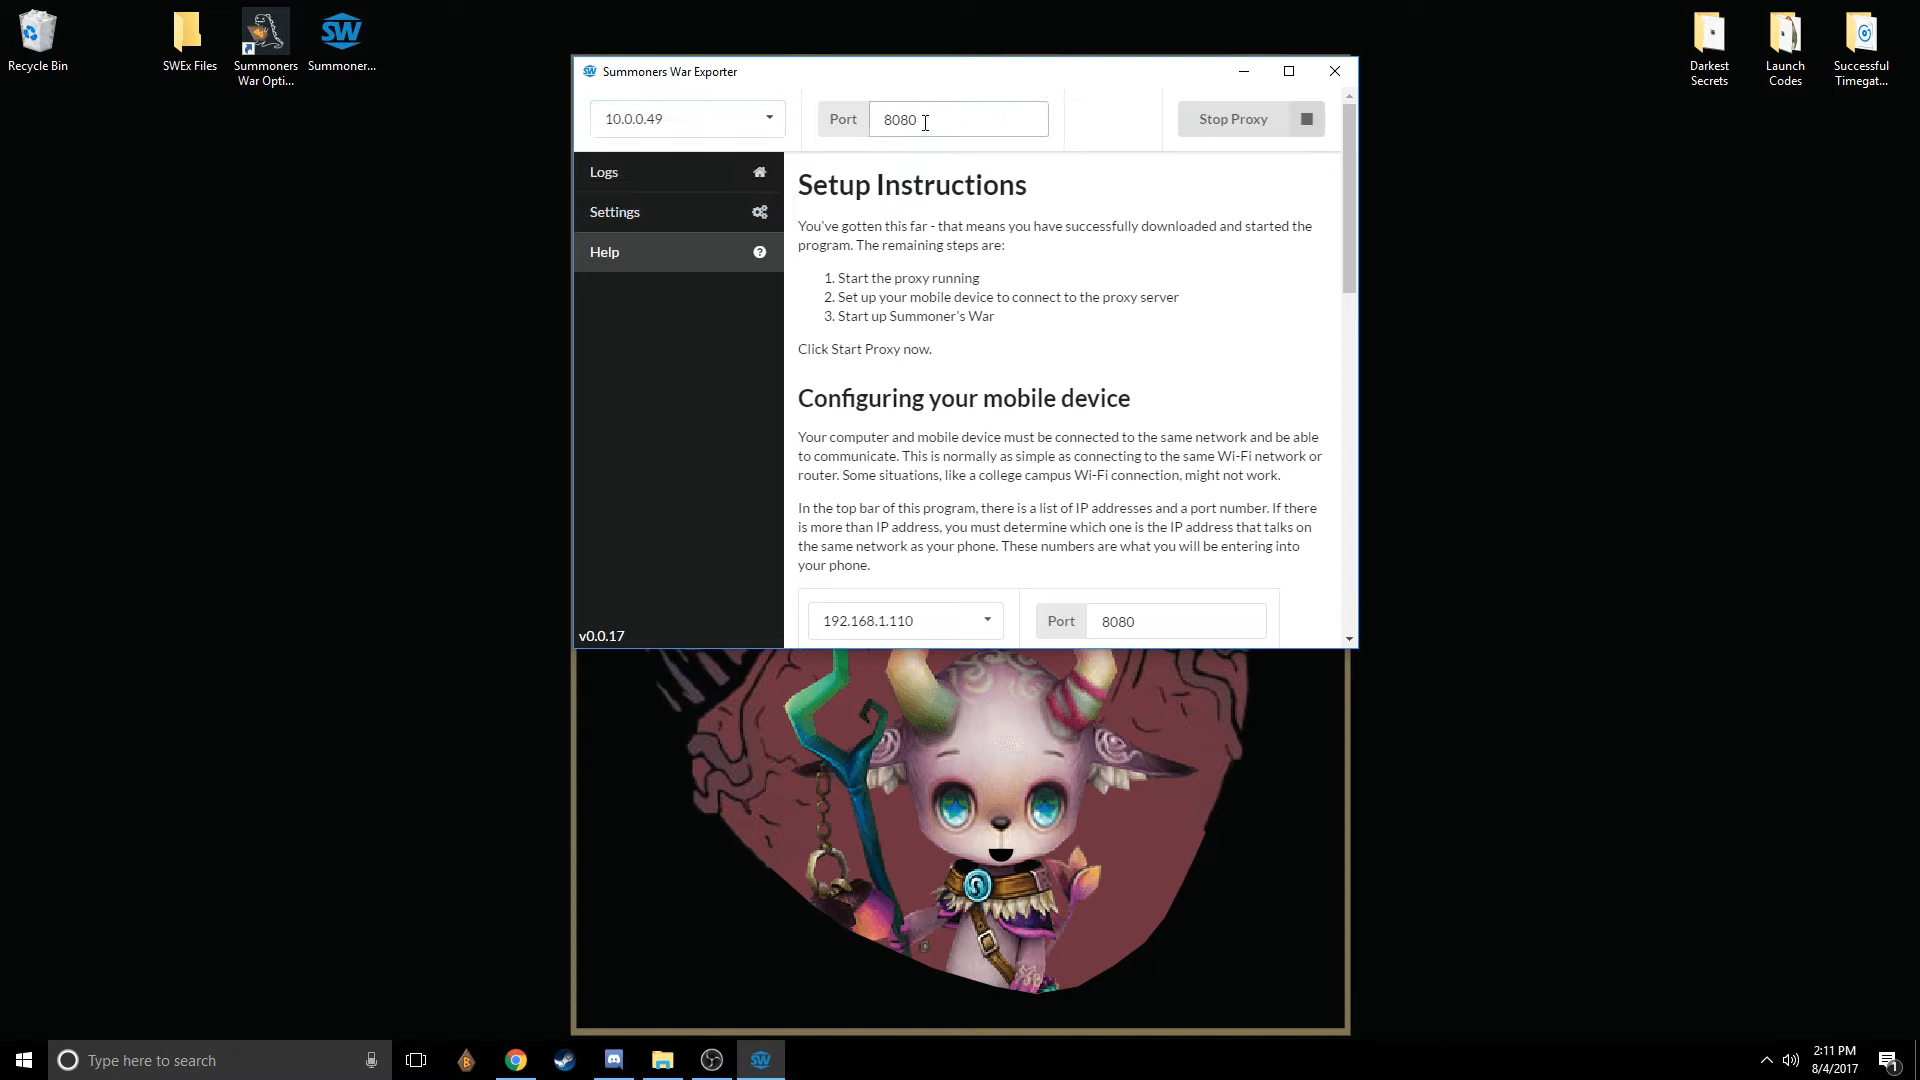 Recycle Bin
SWEx Files
Summoners
War Opti...
Summoner...
Darkest
Secrets
Launch
Codes
Successful
Timegat...
SW
Summoners War Exporter
10.0.0.49
Port
8080
Stop Proxy
Logs
Settings
Help
v0.0.17
Setup Instructions
You've gotten this far - that means you have successfully downloaded and started the
program. The remaining steps are:
1. Start the proxy running
2. Set up your mobile device to connect to the proxy server
3. Start up Summoner's War
Click Start Proxy now.
Configuring your mobile device
Your computer and mobile device must be connected to the same network and be able
to communicate. This is normally as simple as connecting to the same Wi-Fi network or
router. Some situations, like a college campus Wi-Fi connection, might not work.
In the top bar of this program, there is a list of IP addresses and a port number. If there
is more than IP address, you must determine which one is the IP address that talks on
the same network as your phone. These numbers are what you will be entering into
your phone.
192.168.1.110
Port
8080
Type here to search
B
SW
2:11 PM
8/4/2017
1